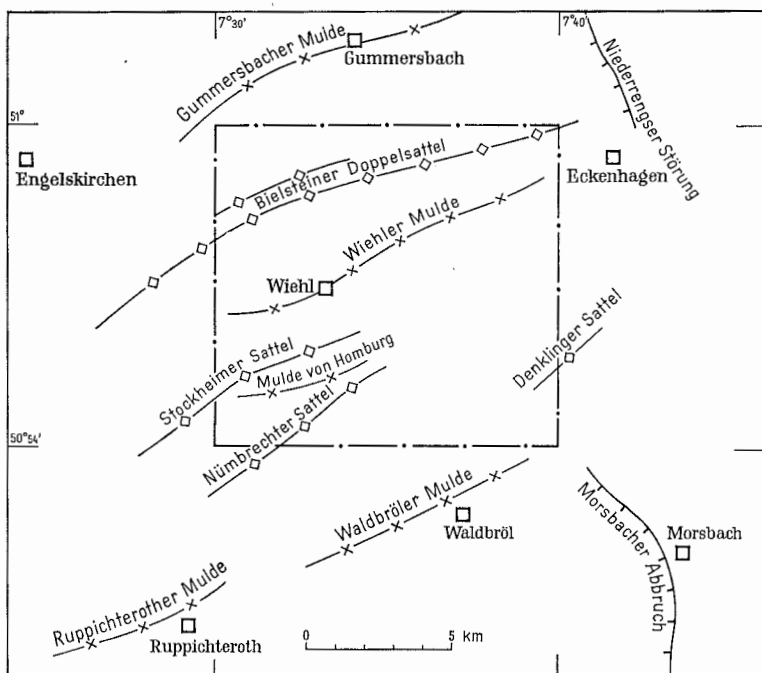 7°30'
7°40'
Gummersbacher Mulde
Gummersbach
Niederrengser Störung
51°
Engelskirchen
Bielsteiner Doppelsattel
Eckenhagen
Wiehler Mulde
Wiehl
Stockheimer Sattel
Mulde von Homburg
Denklinger Sattel
50°54'
Nümbrechter Sattel
Waldbröler Mulde
Waldbröl
Morsbacher Abbruch
Morsbach
Ruppichterother Mulde
Ruppichteroth
0 5
km